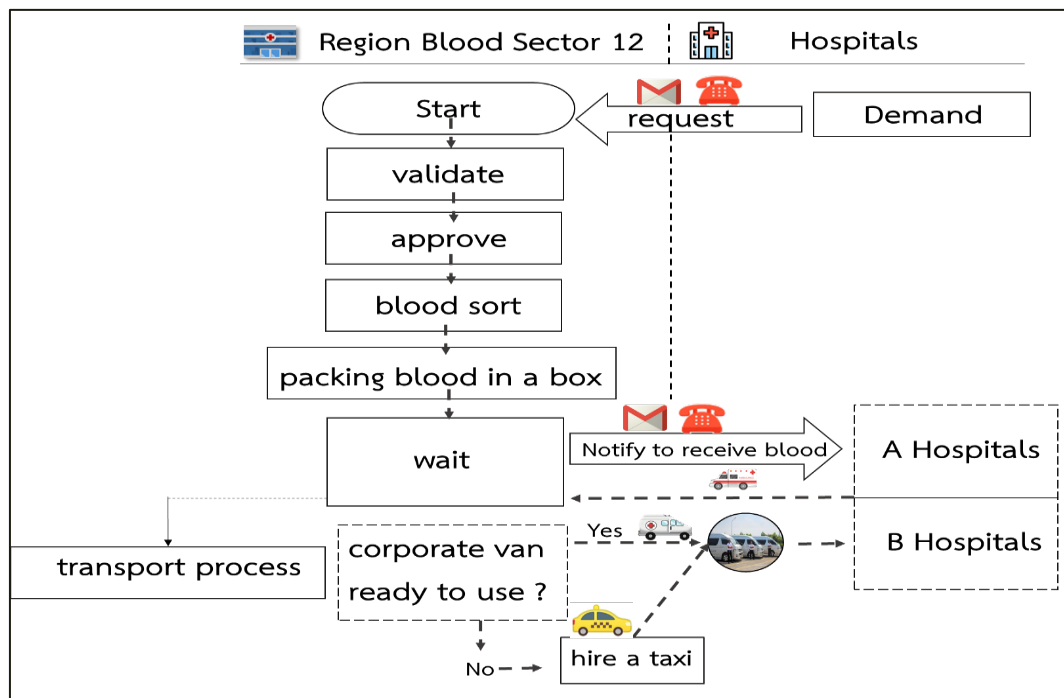 Region Blood Sector 12
Hospitals
Start
request
Demand
validate
approve
blood sort
packing blood in a box
wait
Notify to receive blood
A Hospitals
B Hospitals
transport process
corporate van
ready to use ?
Yes
No
hire a taxi